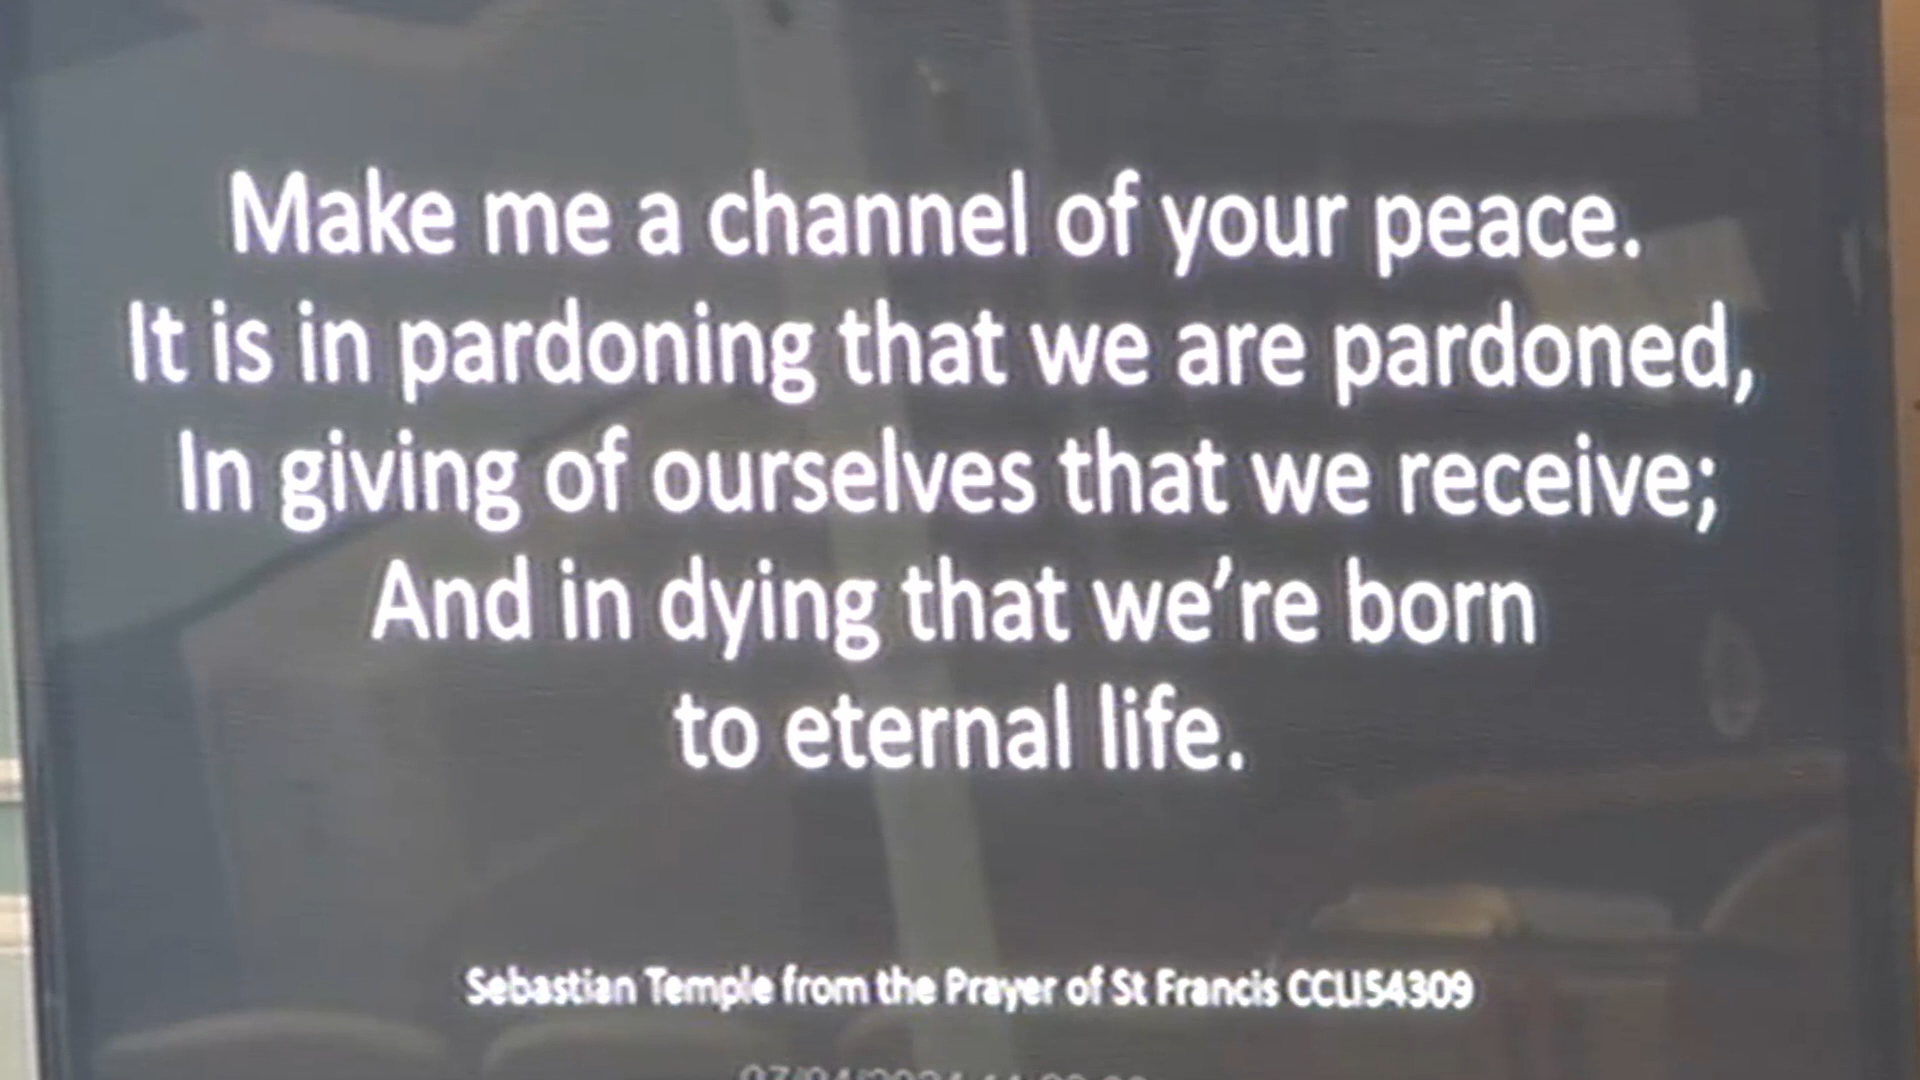 Make me a channel of your peace.
It is in pardoning that we are pardoned,
In giving of ourselves that we receive;
And in dying that we're born
to eternal life.
Sebastian Temple from the Prayer of St Francis CCLI54309